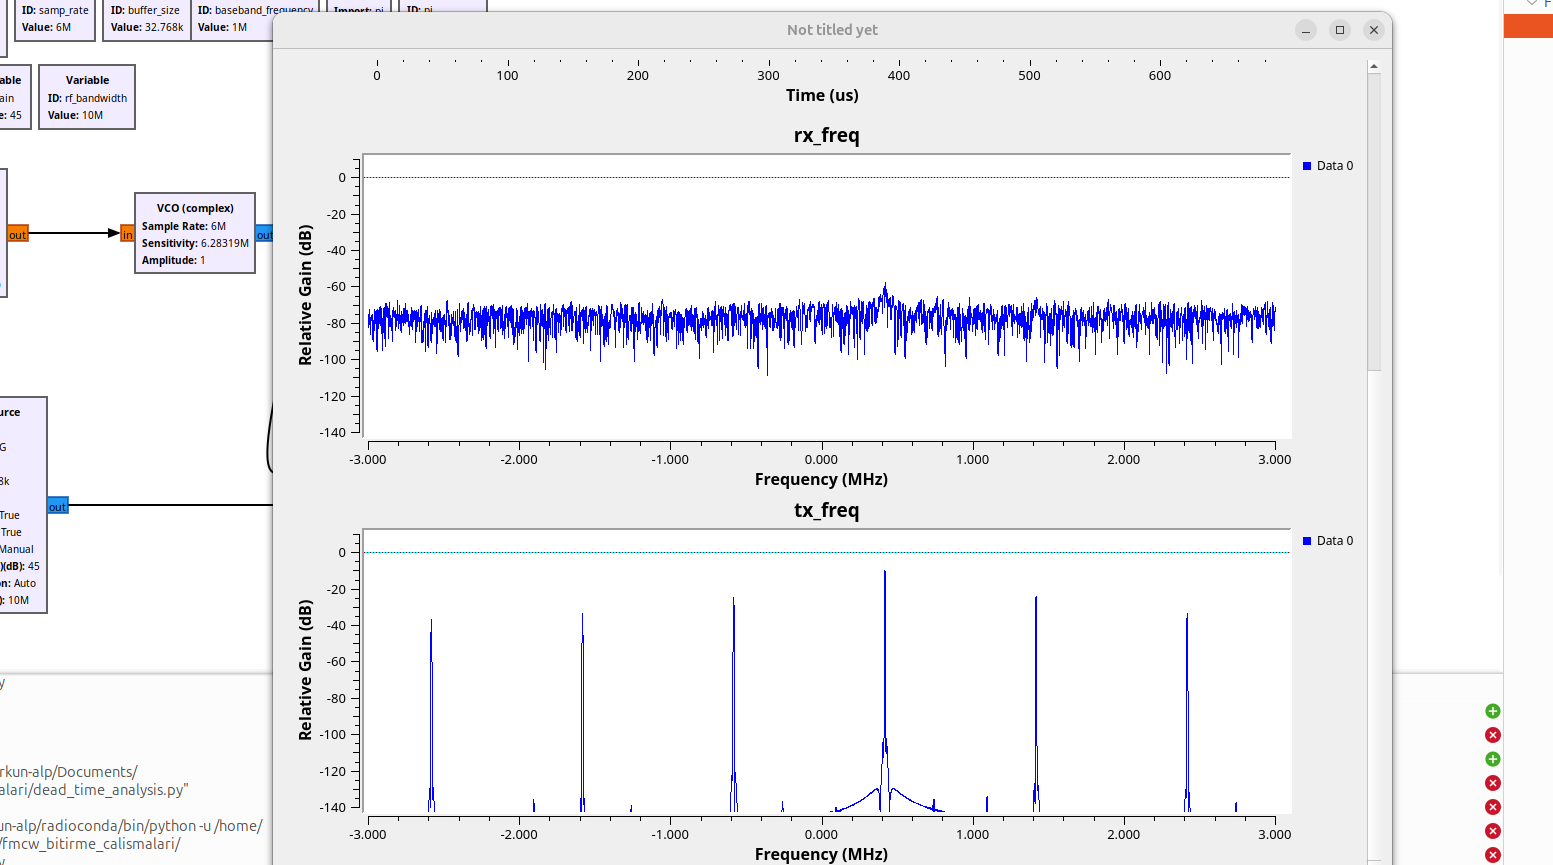 ID: samp_rate
Value: 6M
ID: buffer_size
Value: 32.768k
ID: baseband_frequency
Value: 1M
Import: pi
ID: pi
able
ain
e: 45
Variable
ID: rf_bandwidth
Value: 10M
out
in
VCO (complex)
Sample Rate: 6M
Sensitivity: 6.28319M
Amplitude: 1
out
urce
G
8k
True
True
Manual
)(dB): 45
on: Auto
): 10M
out
Not titled yet
0 100 200 300 400 500 600
Time (us)
rx_freq
Data 0
Relative Gain (dB)
0
-20
-40
-60
-80
-100
-120
-140
-3.000 -2.000 -1.000 0.000 1.000 2.000 3.000
Frequency (MHz)
tx_freq
Data 0
Relative Gain (dB)
0
-20
-40
-60
-80
-100
-120
-140
-3.000 -2.000 -1.000 0.000 1.000 2.000 3.000
Frequency (MHz)
y
rkun-alp/Documents/
alari/dead_time_analysis.py"
un-alp/radioconda/bin/python -u /home/
/fmcw_bitirme_calismalari/
y
F